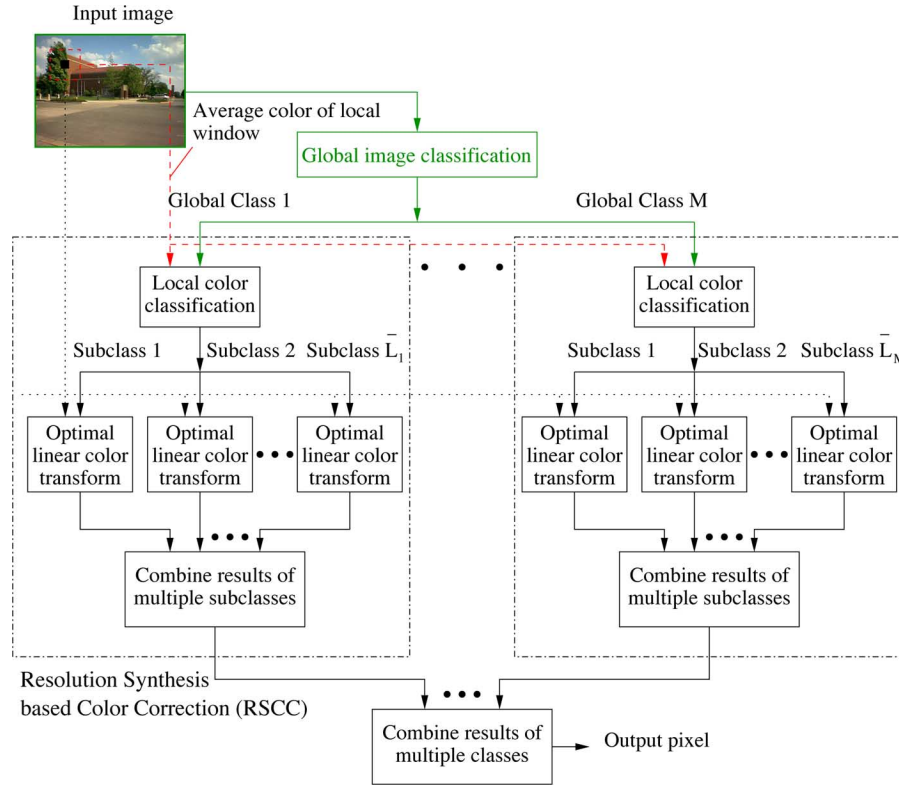 Input image
Average color of local
window
Global image classification
Global Class 1
Global Class M
Local color
classification
Local color
classification
Subclass 1
Subclass 2
Subclass L̄₁
Subclass 1
Subclass 2
Subclass L̄_M
Optimal
linear color
transform
Optimal
linear color
transform
Optimal
linear color
transform
Optimal
linear color
transform
Optimal
linear color
transform
Optimal
linear color
transform
Combine results of
multiple subclasses
Combine results of
multiple subclasses
Resolution Synthesis
based Color Correction (RSCC)
Combine results of
multiple classes
Output pixel